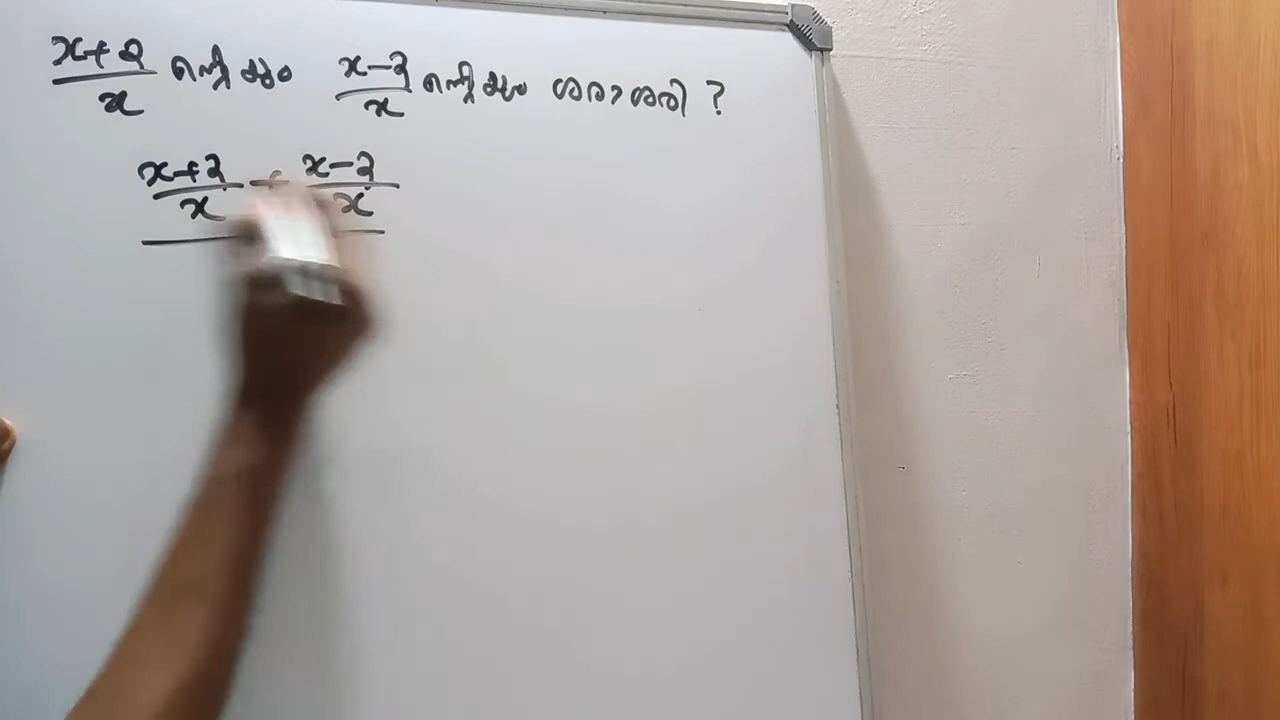 x+2/x ന്റെയും x-2/x ന്റെയും ശരാശരി ?
x+2/x + x-2/x